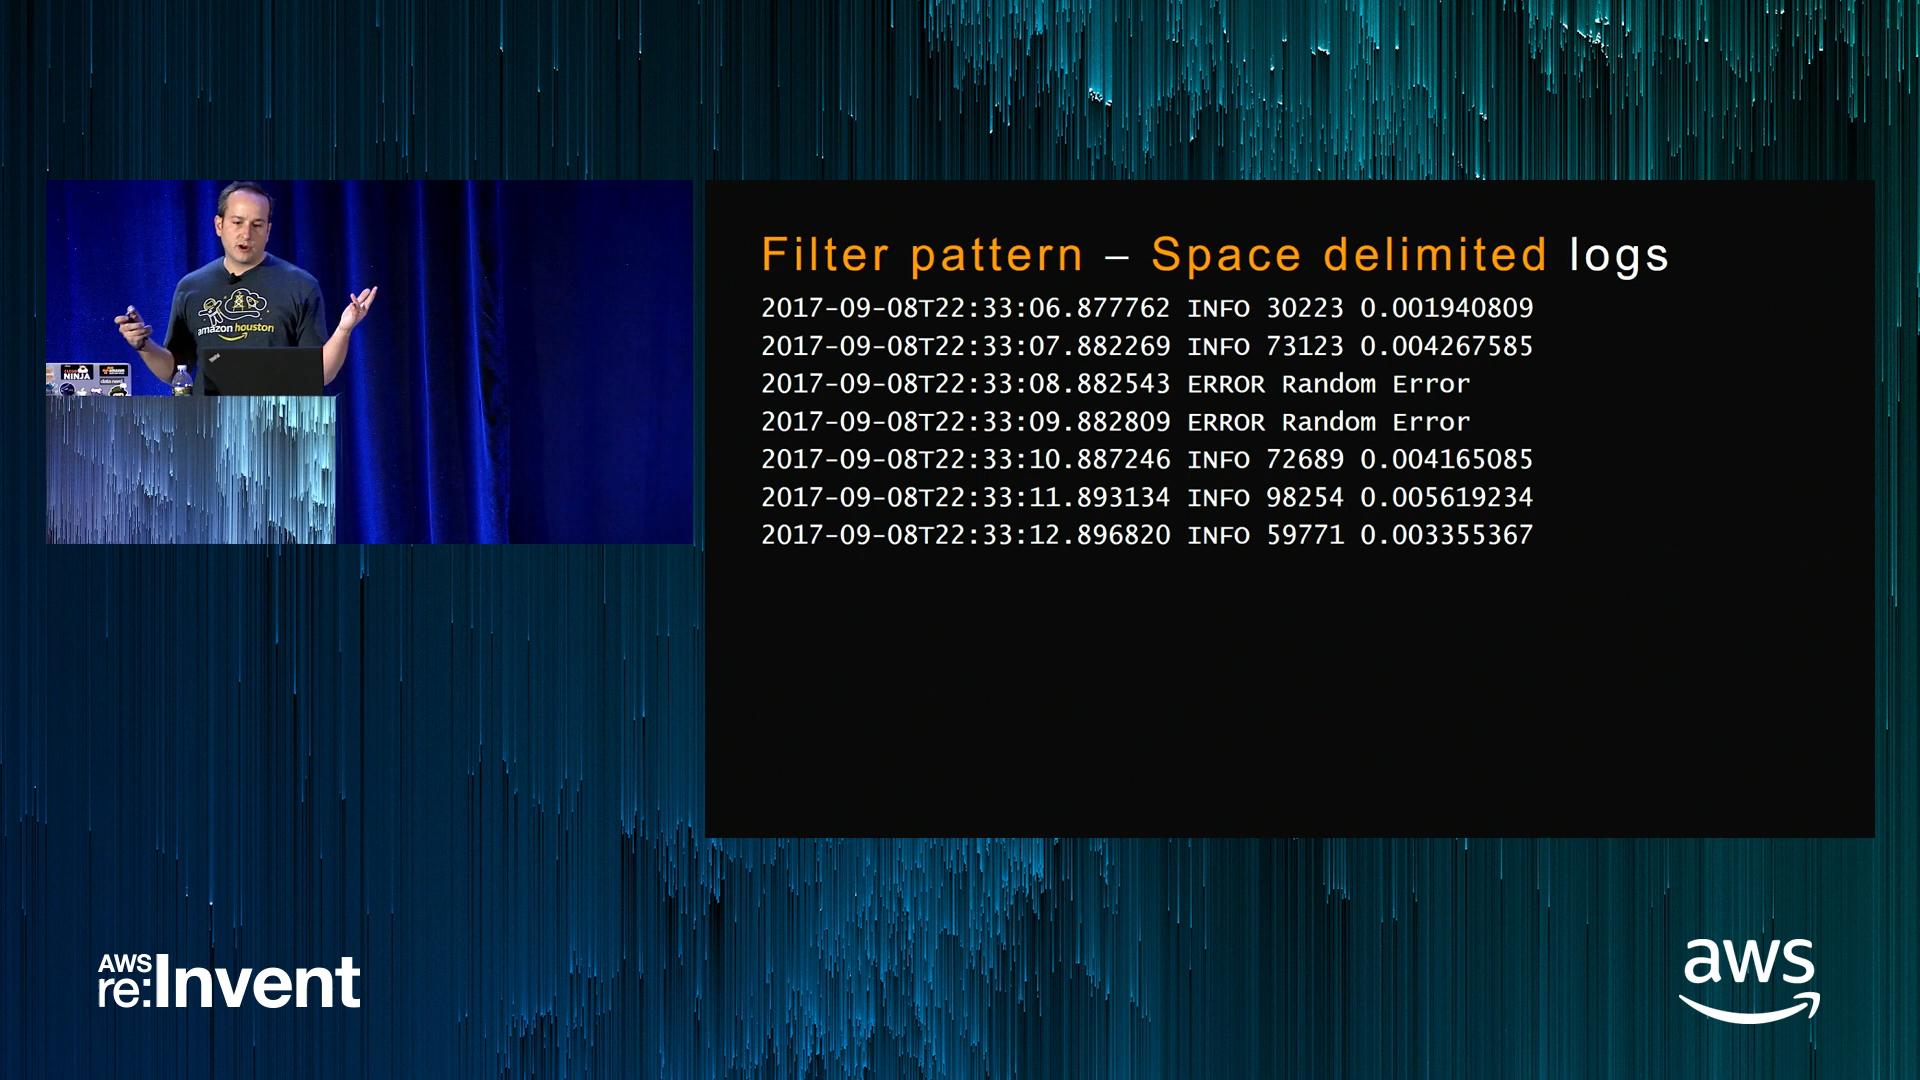 amazon houston
NINJA
Filter pattern – Space delimited logs
2017-09-08T22:33:06.877762 INFO 30223 0.001940809
2017-09-08T22:33:07.882269 INFO 73123 0.004267585
2017-09-08T22:33:08.882543 ERROR Random Error
2017-09-08T22:33:09.882809 ERROR Random Error
2017-09-08T22:33:10.887246 INFO 72689 0.004165085
2017-09-08T22:33:11.893134 INFO 98254 0.005619234
2017-09-08T22:33:12.896820 INFO 59771 0.003355367
AWS
re:Invent
aws